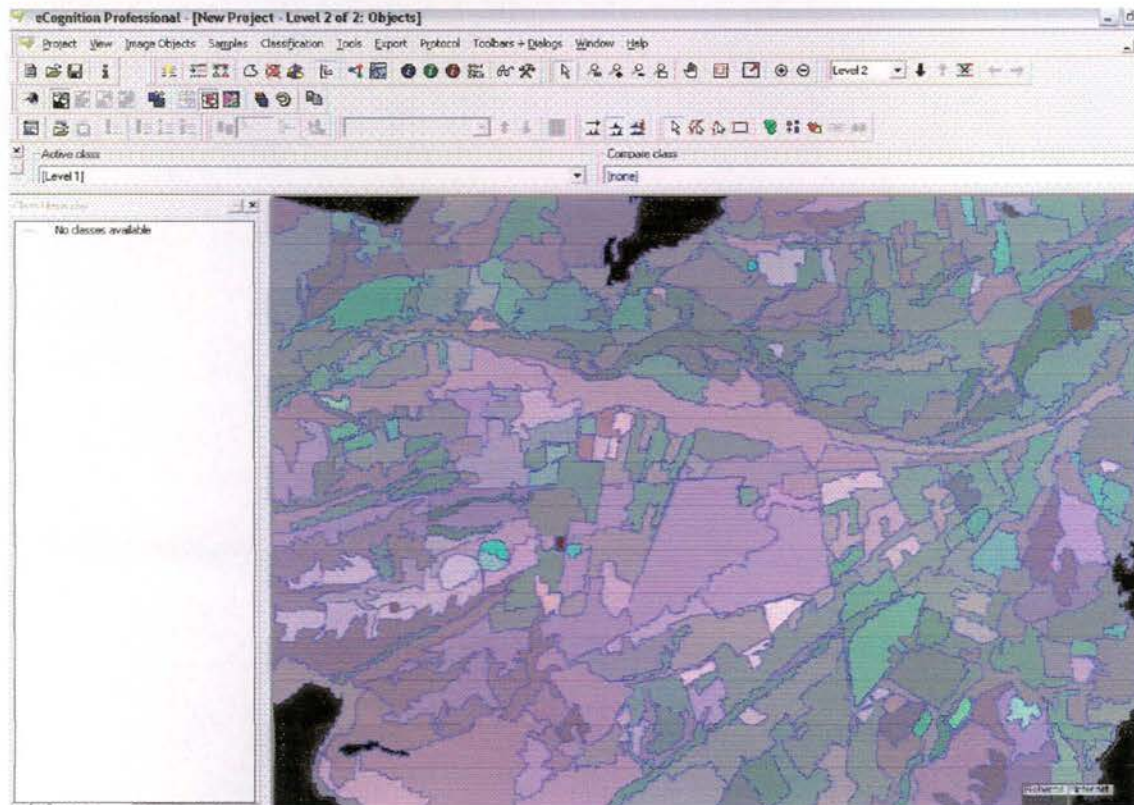 eCognition Professional - [New Project - Level 2 of 2: Objects]
Project View Image Objects Samples Classification Tools Export Protocol Toolbars + Dialogs Window Help
Level 2
Active class
Compare class
[Level 1]
[none]
No classes available